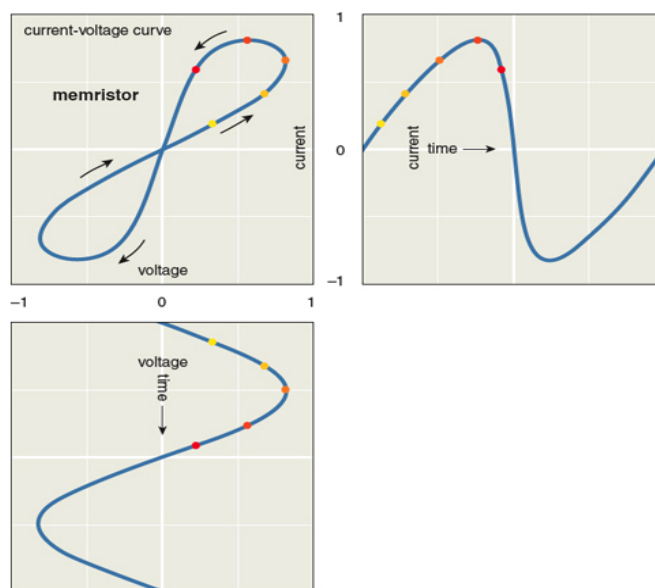 current-voltage curve
memristor
current
voltage
−1
0
1
1
0
−1
current
time
voltage
time